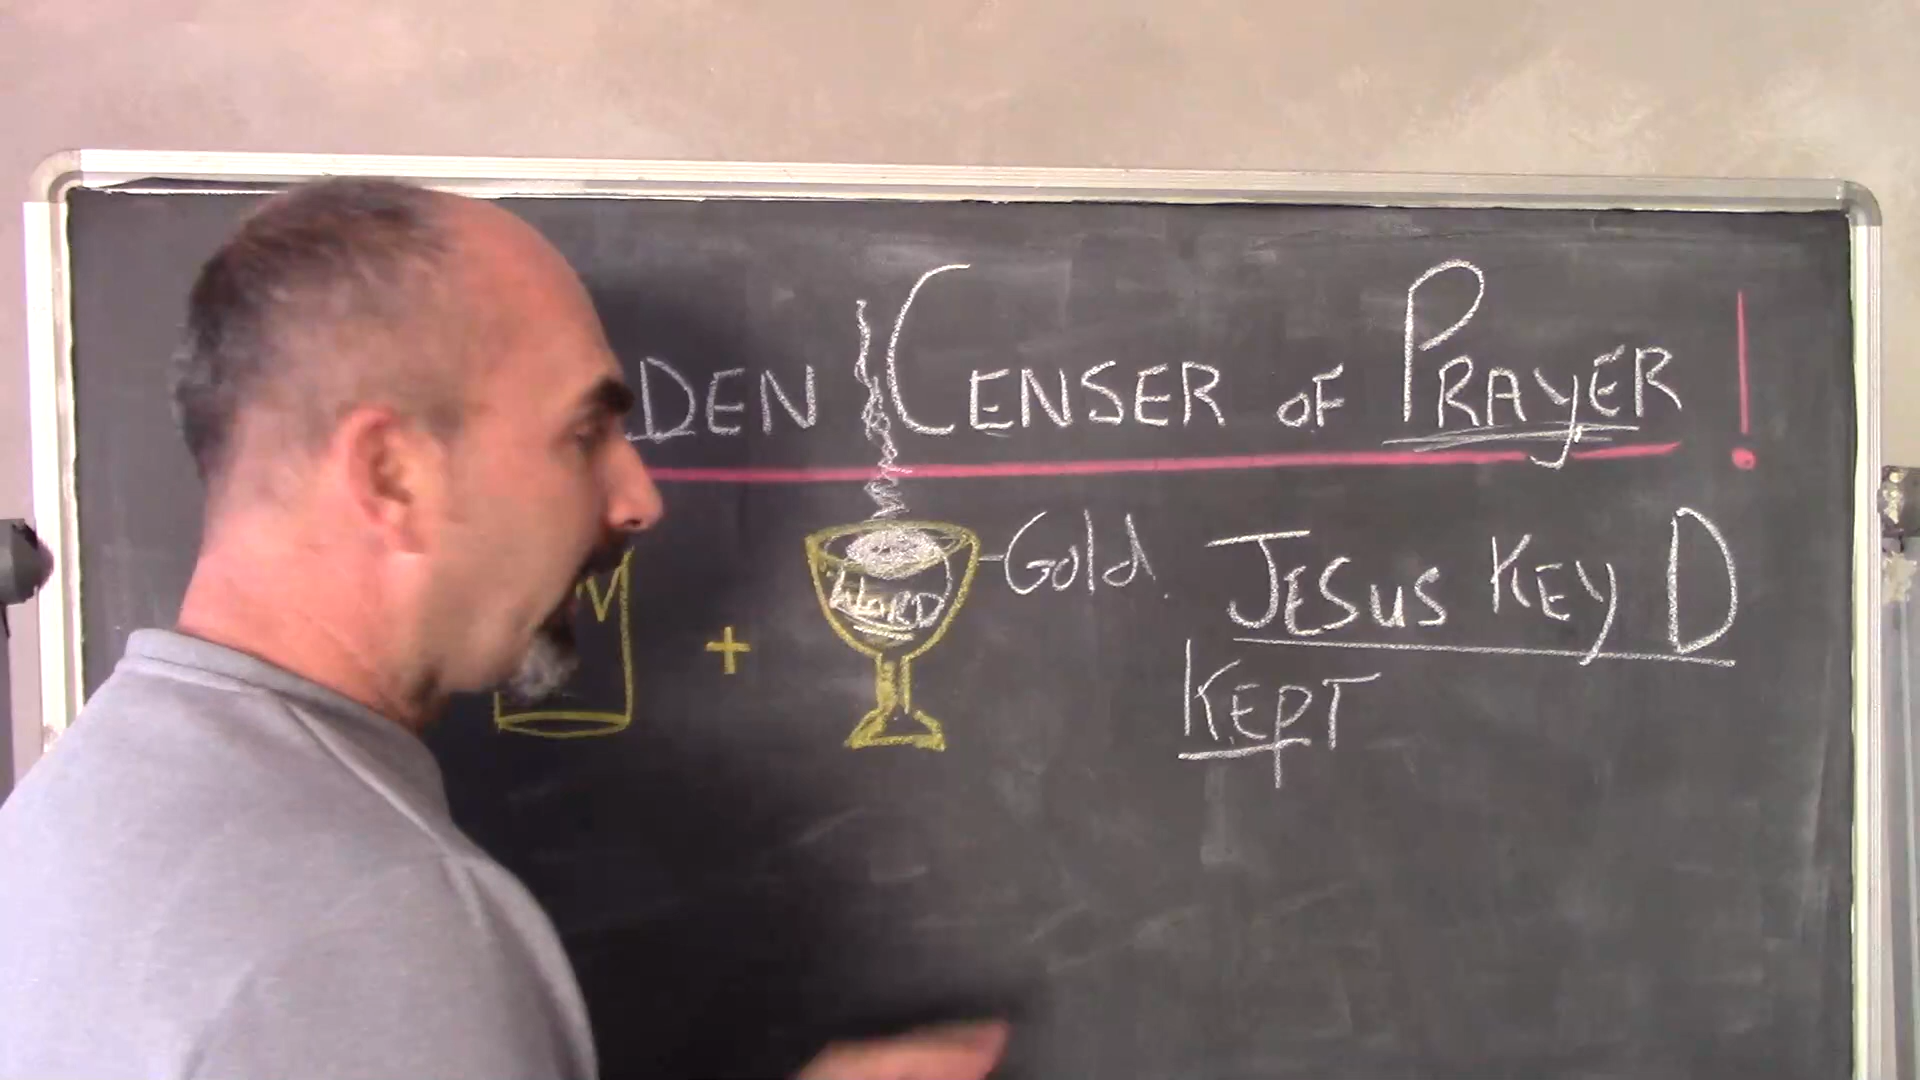 DEN CENSER OF PRAYER!
Gold.
JESUS KEY D
WORD
+
KEPT